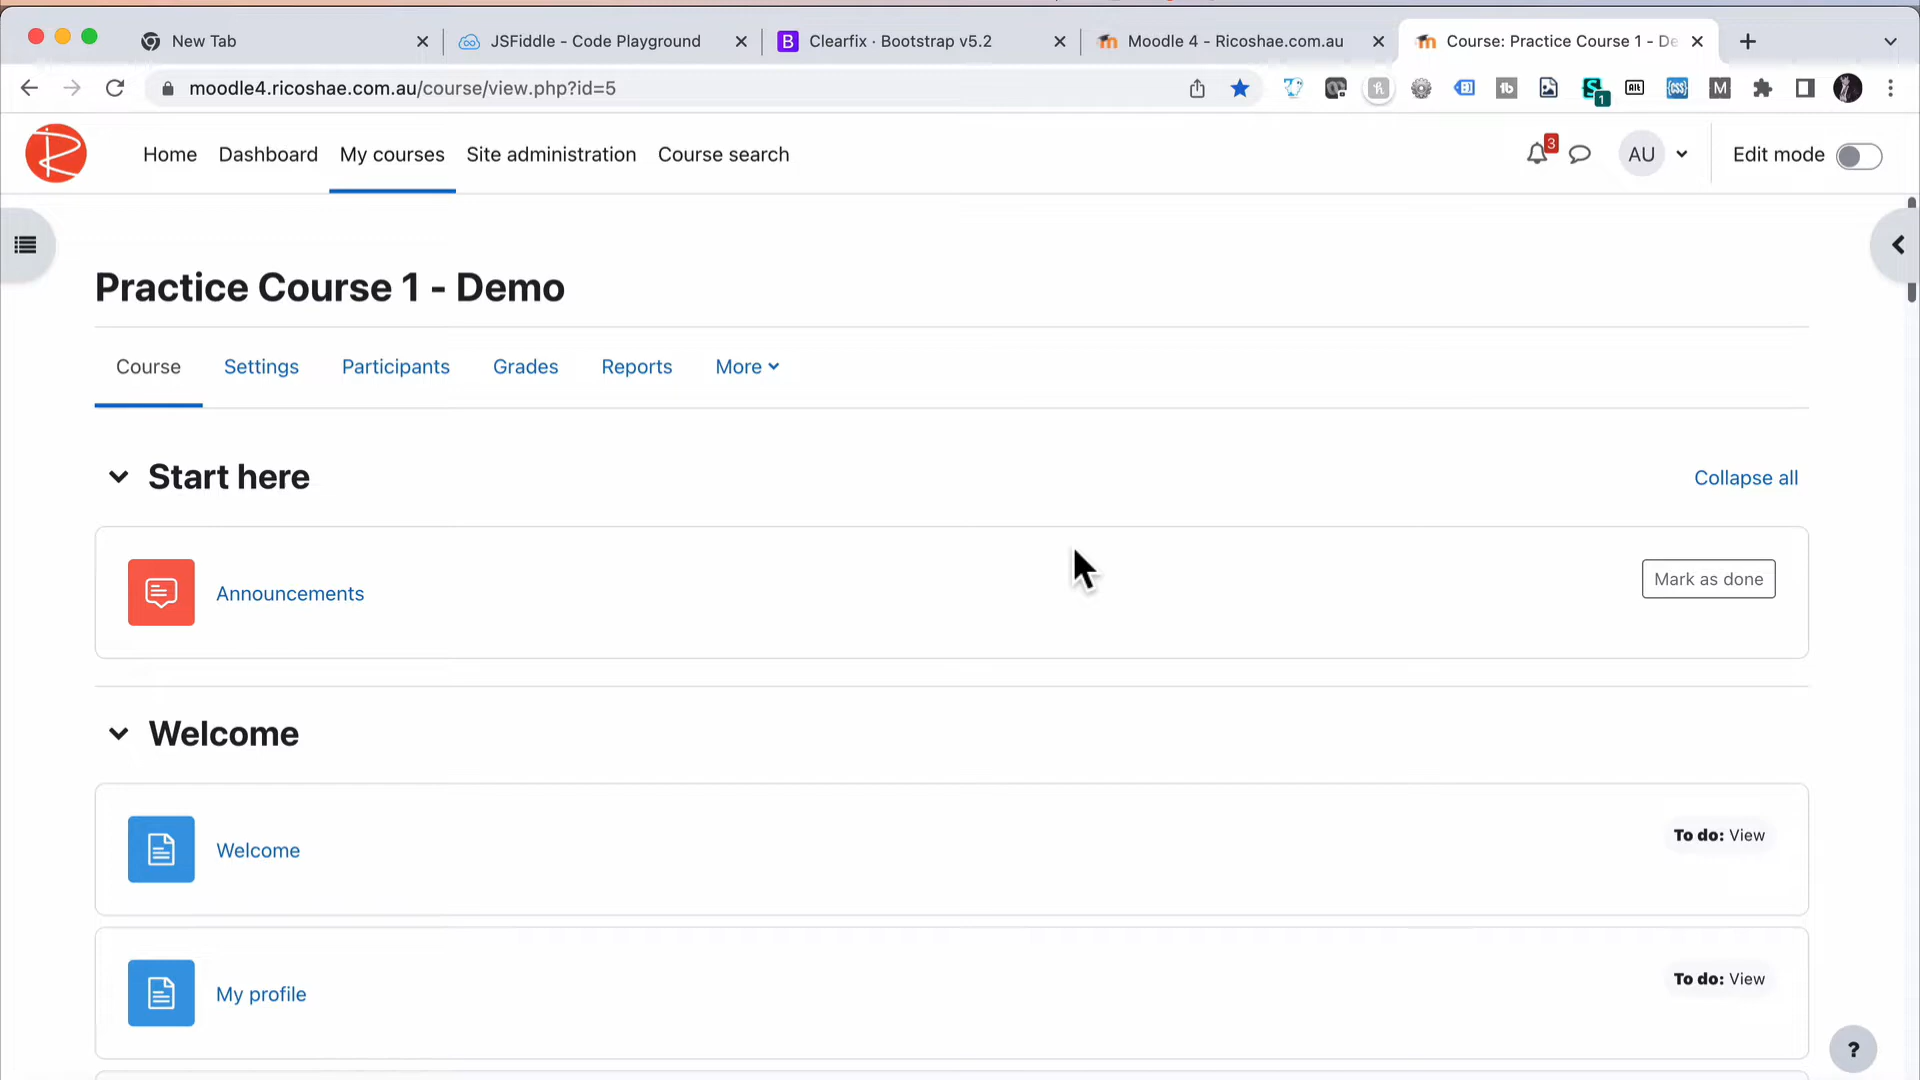 New Tab
JSFiddle - Code Playground
B
Clearfix · Bootstrap v5.2
Moodle 4 - Ricoshae.com.au
Course: Practice Course 1 - De
moodle4.ricoshae.com.au/course/view.php?id=5
Home
Dashboard
My courses
Site administration
Course search
3
AU
Edit mode
Practice Course 1 - Demo
Course
Settings
Participants
Grades
Reports
More
Start here
Collapse all
Announcements
Mark as done
Welcome
Welcome
To do: View
My profile
To do: View
?